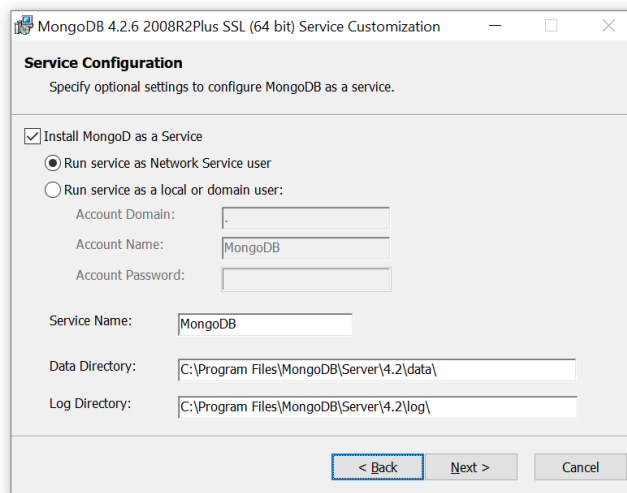 MongoDB 4.2.6 2008R2Plus SSL (64 bit) Service Customization
Service Configuration
Specify optional settings to configure MongoDB as a service.
Install MongoD as a Service
Run service as Network Service user
Run service as a local or domain user:
Account Domain: .
Account Name: MongoDB
Account Password:
Service Name: MongoDB
Data Directory: C:\Program Files\MongoDB\Server\4.2\data\
Log Directory: C:\Program Files\MongoDB\Server\4.2\log\
< Back Next > Cancel